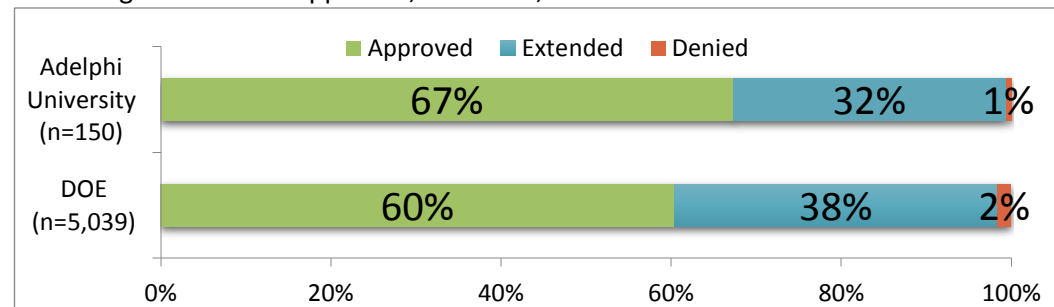 Approved Extended Denied
Adelphi
University
(n=150)
67% 32% 1%
DOE
(n=5,039)
60% 38% 2%
0% 20% 40% 60% 80% 100%